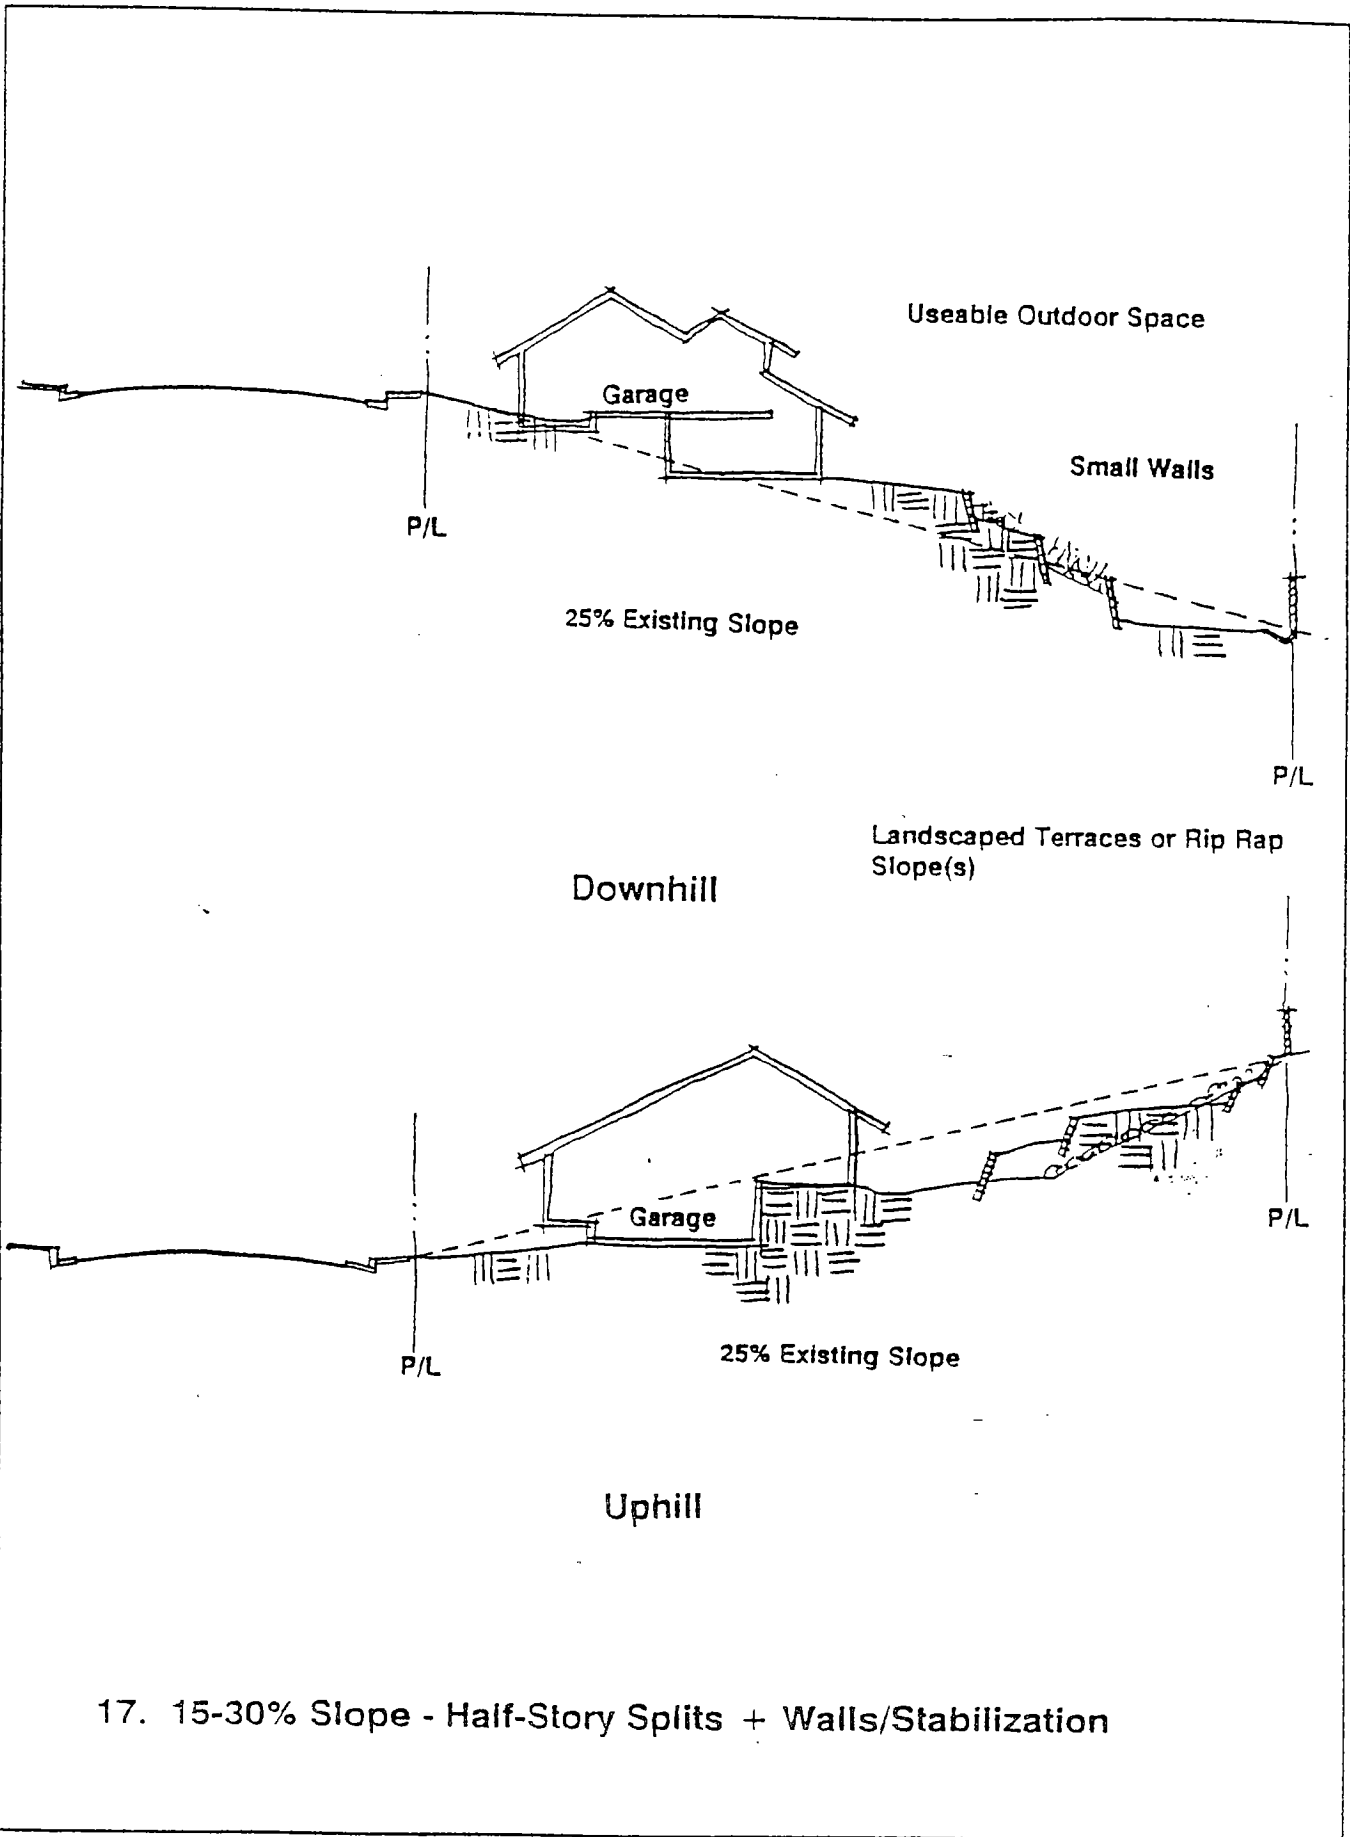 Useable Outdoor Space
Garage
Small Walls
P/L
25% Existing Slope
P/L
Landscaped Terraces or Rip Rap
Slope(s)
Downhill
Garage
P/L
25% Existing Slope
P/L
Uphill
17. 15-30% Slope - Half-Story Splits + Walls/Stabilization